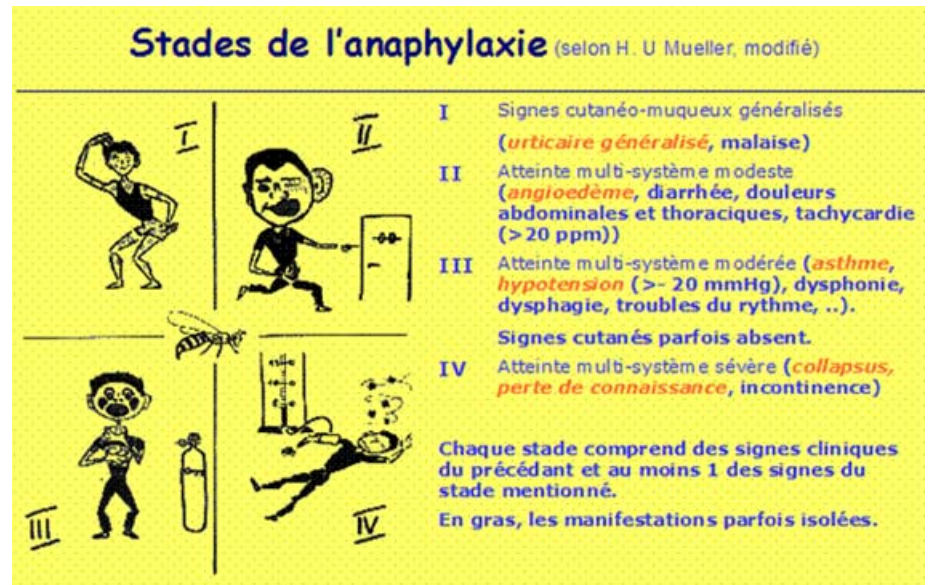 Stades de l'anaphylaxie (selon H. U Mueller, modifié)
I
II
III
IV
I Signes cutanéo-muqueux généralisés
(urticaire généralisé, malaise)
II Atteinte multi-système modeste
(angioedème, diarrhée, douleurs
abdominales et thoraciques, tachycardie
(>20 ppm))
III Atteinte multi-système modérée (asthme,
hypotension (>- 20 mmHg), dysphonie,
dysphagie, troubles du rythme, ..).
Signes cutanés parfois absent.
IV Atteinte multi-système sévère (collapsus,
perte de connaissance, incontinence)
Chaque stade comprend des signes cliniques
du précédant et au moins 1 des signes du
stade mentionné.
En gras, les manifestations parfois isolées.